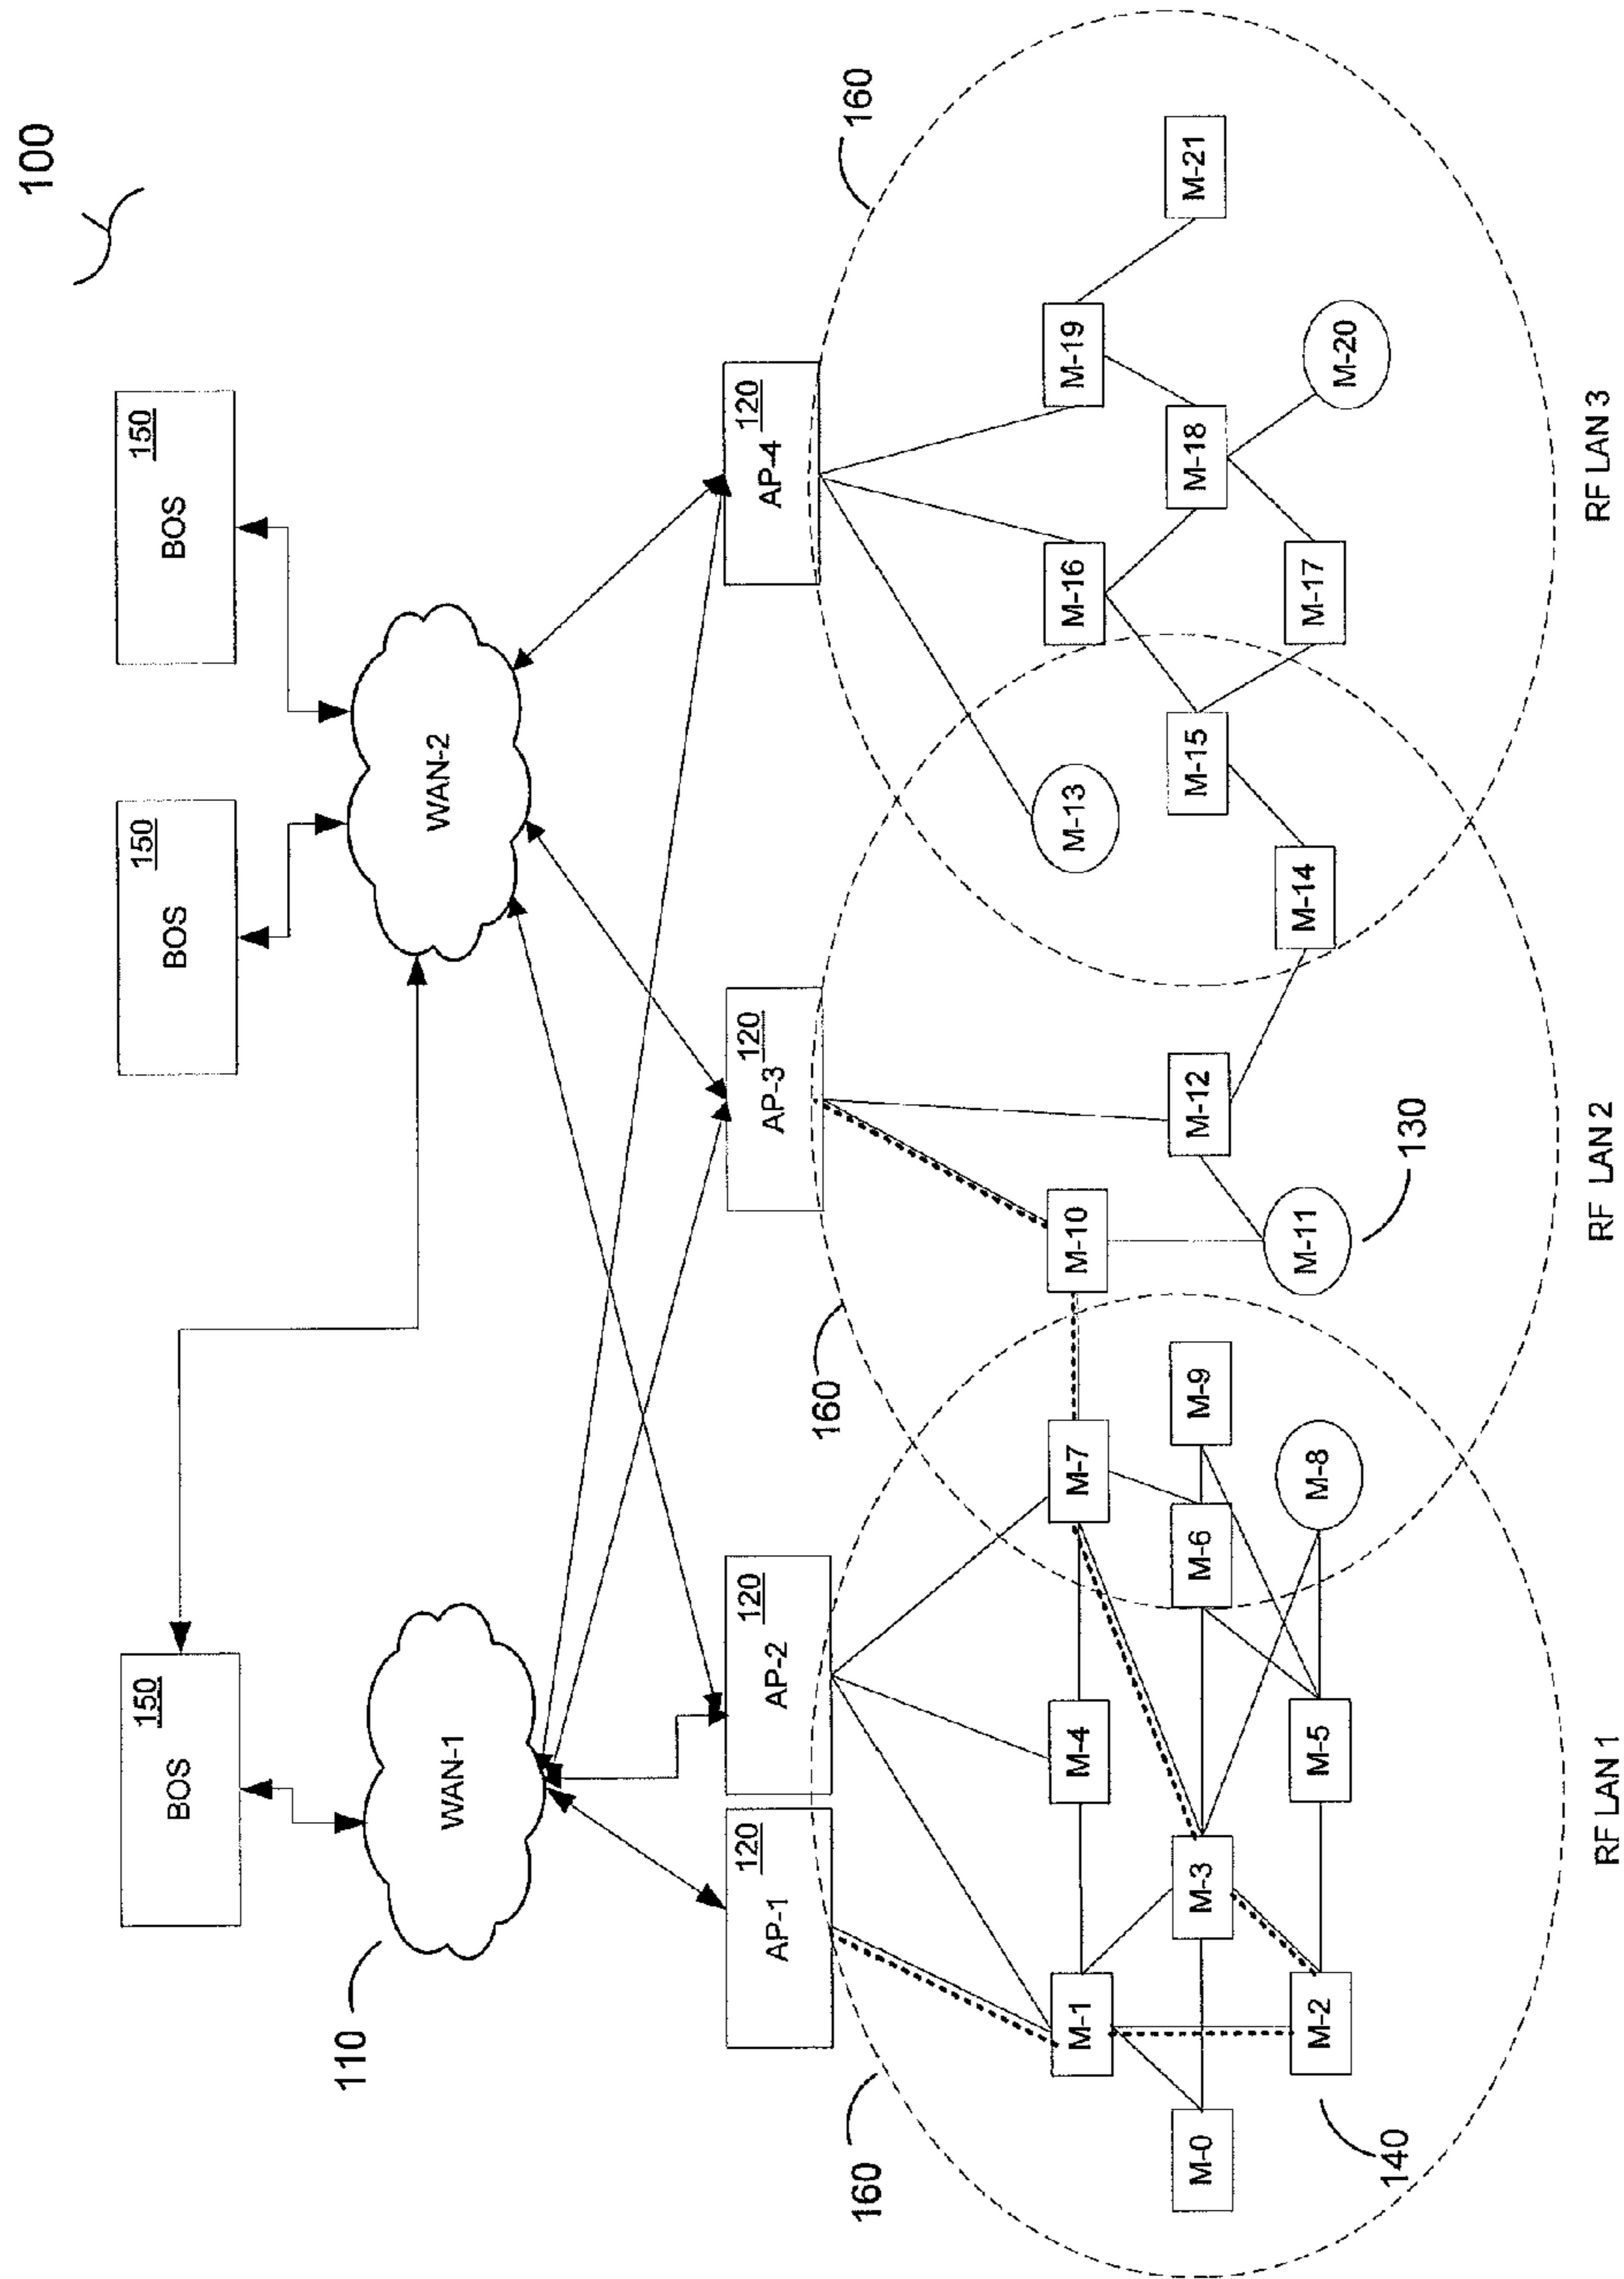 100
BOS 150
BOS 150
BOS 150
110
WAN-1
WAN-2
AP-1 120
AP-2 120
AP-3 120
AP-4 120
160
160
160
M-1
M-4
M-7
M-10
M-13
M-16
M-19
M-0
M-3
M-6
M-9
M-12
M-15
M-18
M-21
M-2
M-5
M-8
M-11
M-14
M-17
M-20
140
130
RF LAN 1
RF LAN 2
RF LAN 3